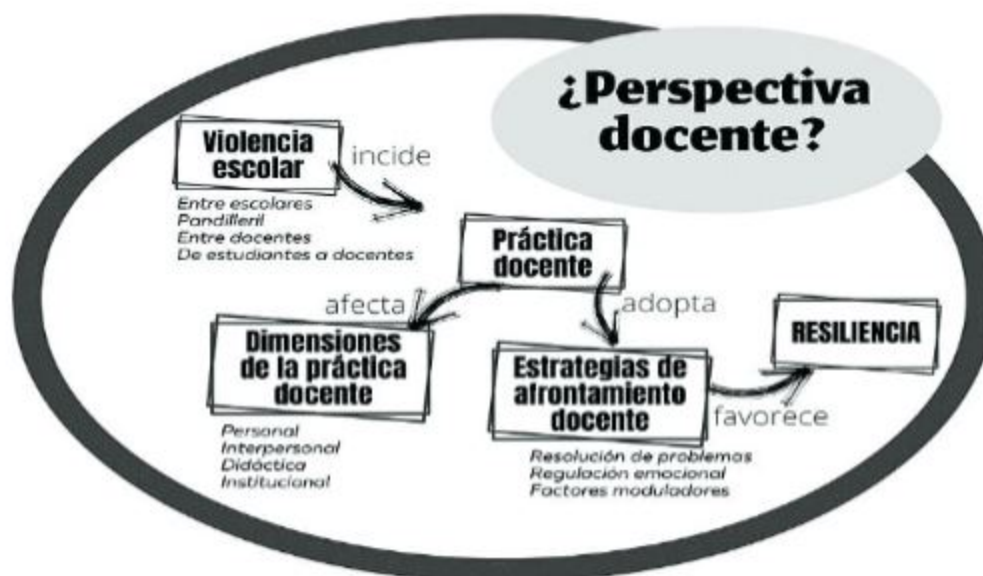 ¿Perspectiva
docente?
Violencia
escolar
incide
Entre escolares
Pandilleril
Entre docentes
De estudiantes a docentes
Práctica
docente
afecta
adopta
Dimensiones
de la práctica
docente
Personal
Interpersonal
Didáctica
Institucional
Estrategias de
afrontamiento
docente
Resolución de problemas
Regulación emocional
Factores moduladores
favorece
RESILIENCIA